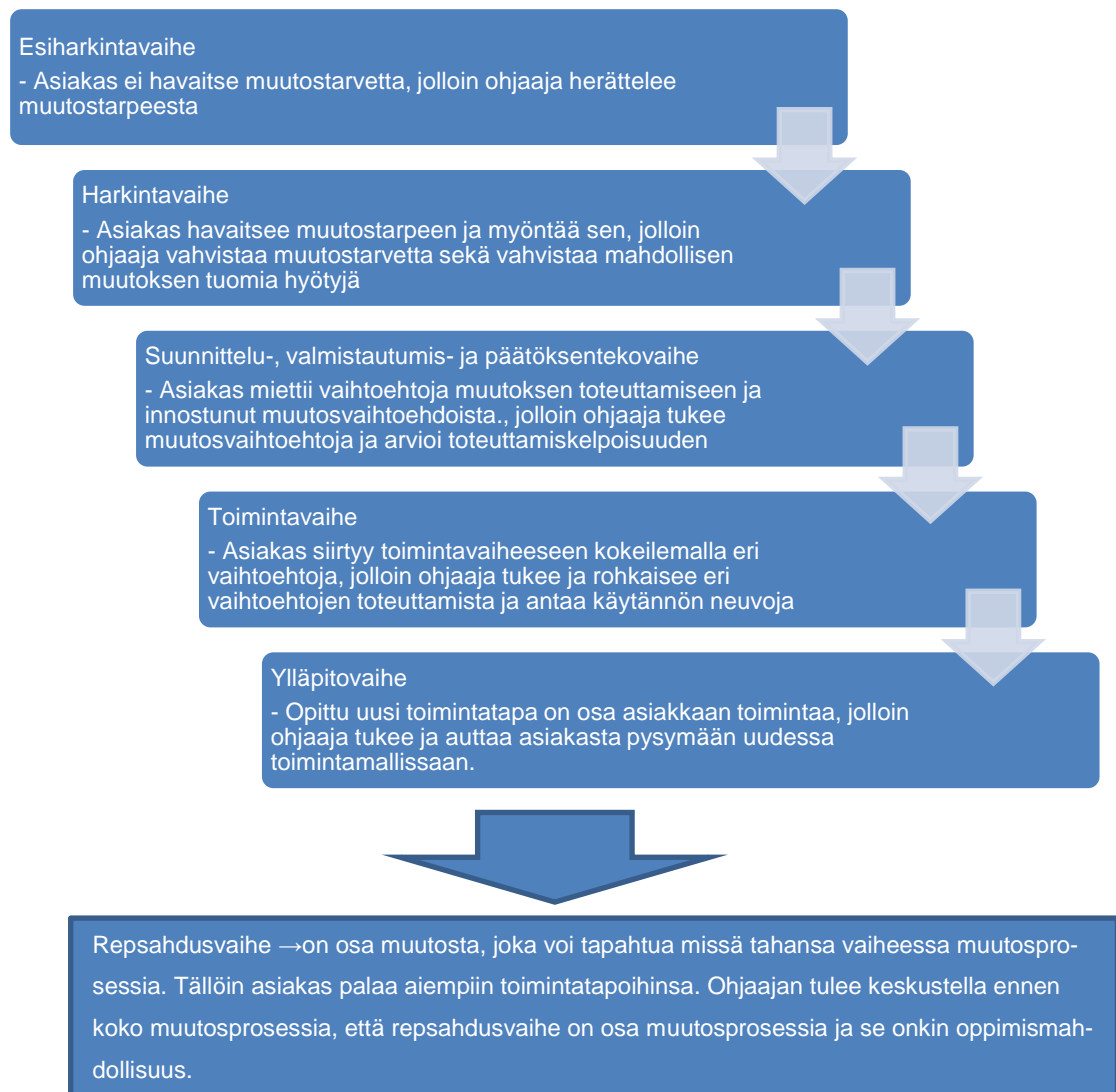 Esiharkintavaihe
- Asiakas ei havaitse muutostarvetta, jolloin ohjaaja herättelee
muutostarpeesta
Harkintavaihe
- Asiakas havaitsee muutostarpeen ja myöntää sen, jolloin
ohjaaja vahvistaa muutostarvetta sekä vahvistaa mahdollisen
muutoksen tuomia hyötyjä
Suunnittelu-, valmistautumis- ja päätöksentekovaihe
- Asiakas miettii vaihtoehtoja muutoksen toteuttamiseen ja
innostunut muutosvaihtoehdoista., jolloin ohjaaja tukee
muutosvaihtoehtoja ja arvioi toteuttamiskelpoisuuden
Toimintavaihe
- Asiakas siirtyy toimintavaiheeseen kokeilemalla eri
vaihtoehtoja, jolloin ohjaaja tukee ja rohkaisee eri
vaihtoehtojen toteuttamista ja antaa käytännön neuvoja
Ylläpitovaihe
- Opittu uusi toimintatapa on osa asiakkaan toimintaa, jolloin
ohjaaja tukee ja auttaa asiakasta pysymään uudessa
toimintamallissaan.
Repsahdusvaihe →on osa muutosta, joka voi tapahtua missä tahansa vaiheessa muutospro-
sessia. Tällöin asiakas palaa aiempiin toimintatapoihinsa. Ohjaajan tulee keskustella ennen
koko muutosprosessia, että repsahdusvaihe on osa muutosprosessia ja se onkin oppimismah-
dollisuus.